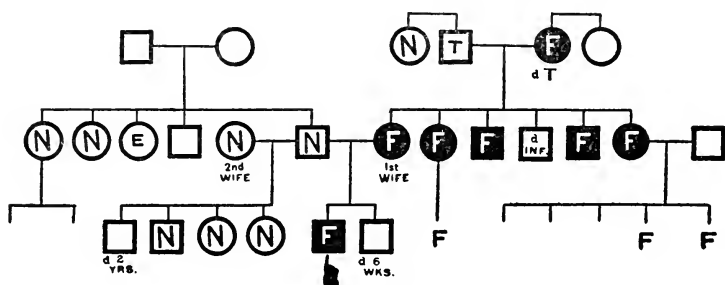 N T F
d T
N N E N N F F F d INF. F F
2nd WIFE 1st WIFE
N N N F F F F
d 2 YRS. d 6 WKS.